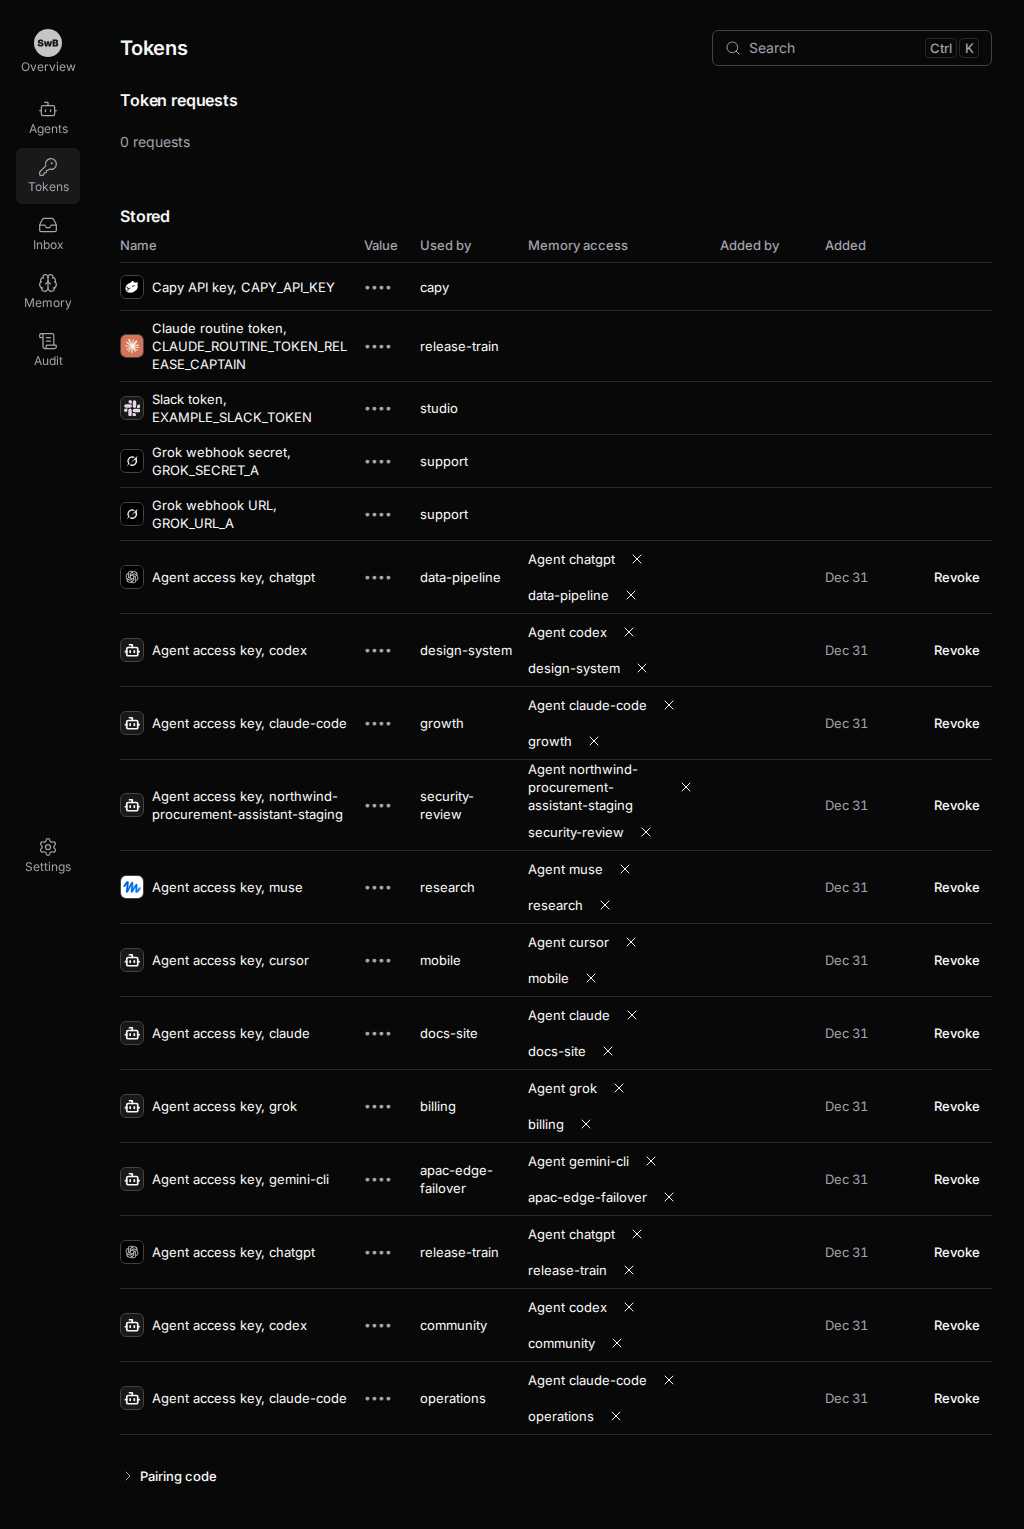 SwB
Overview
Agents
Tokens
Inbox
Memory
Audit
Settings
Tokens
Search
Ctrl K
Token requests
0 requests
Stored
Name Value Used by Memory access Added by Added
Capy API key, CAPY_API_KEY •••• capy
Claude routine token,
CLAUDE_ROUTINE_TOKEN_REL
EASE_CAPTAIN
•••• release-train
Slack token,
EXAMPLE_SLACK_TOKEN
•••• studio
Grok webhook secret,
GROK_SECRET_A
•••• support
Grok webhook URL,
GROK_URL_A
•••• support
Agent access key, chatgpt •••• data-pipeline
Agent chatgpt
data-pipeline
Dec 31 Revoke
Agent access key, codex •••• design-system
Agent codex
design-system
Dec 31 Revoke
Agent access key, claude-code •••• growth
Agent claude-code
growth
Dec 31 Revoke
Agent access key, northwind-
procurement-assistant-staging
••••
security-
review
Agent northwind-
procurement-
assistant-staging
security-review
Dec 31 Revoke
Agent access key, muse •••• research
Agent muse
research
Dec 31 Revoke
Agent access key, cursor •••• mobile
Agent cursor
mobile
Dec 31 Revoke
Agent access key, claude •••• docs-site
Agent claude
docs-site
Dec 31 Revoke
Agent access key, grok •••• billing
Agent grok
billing
Dec 31 Revoke
Agent access key, gemini-cli ••••
apac-edge-
failover
Agent gemini-cli
apac-edge-failover
Dec 31 Revoke
Agent access key, chatgpt •••• release-train
Agent chatgpt
release-train
Dec 31 Revoke
Agent access key, codex •••• community
Agent codex
community
Dec 31 Revoke
Agent access key, claude-code •••• operations
Agent claude-code
operations
Dec 31 Revoke
Pairing code